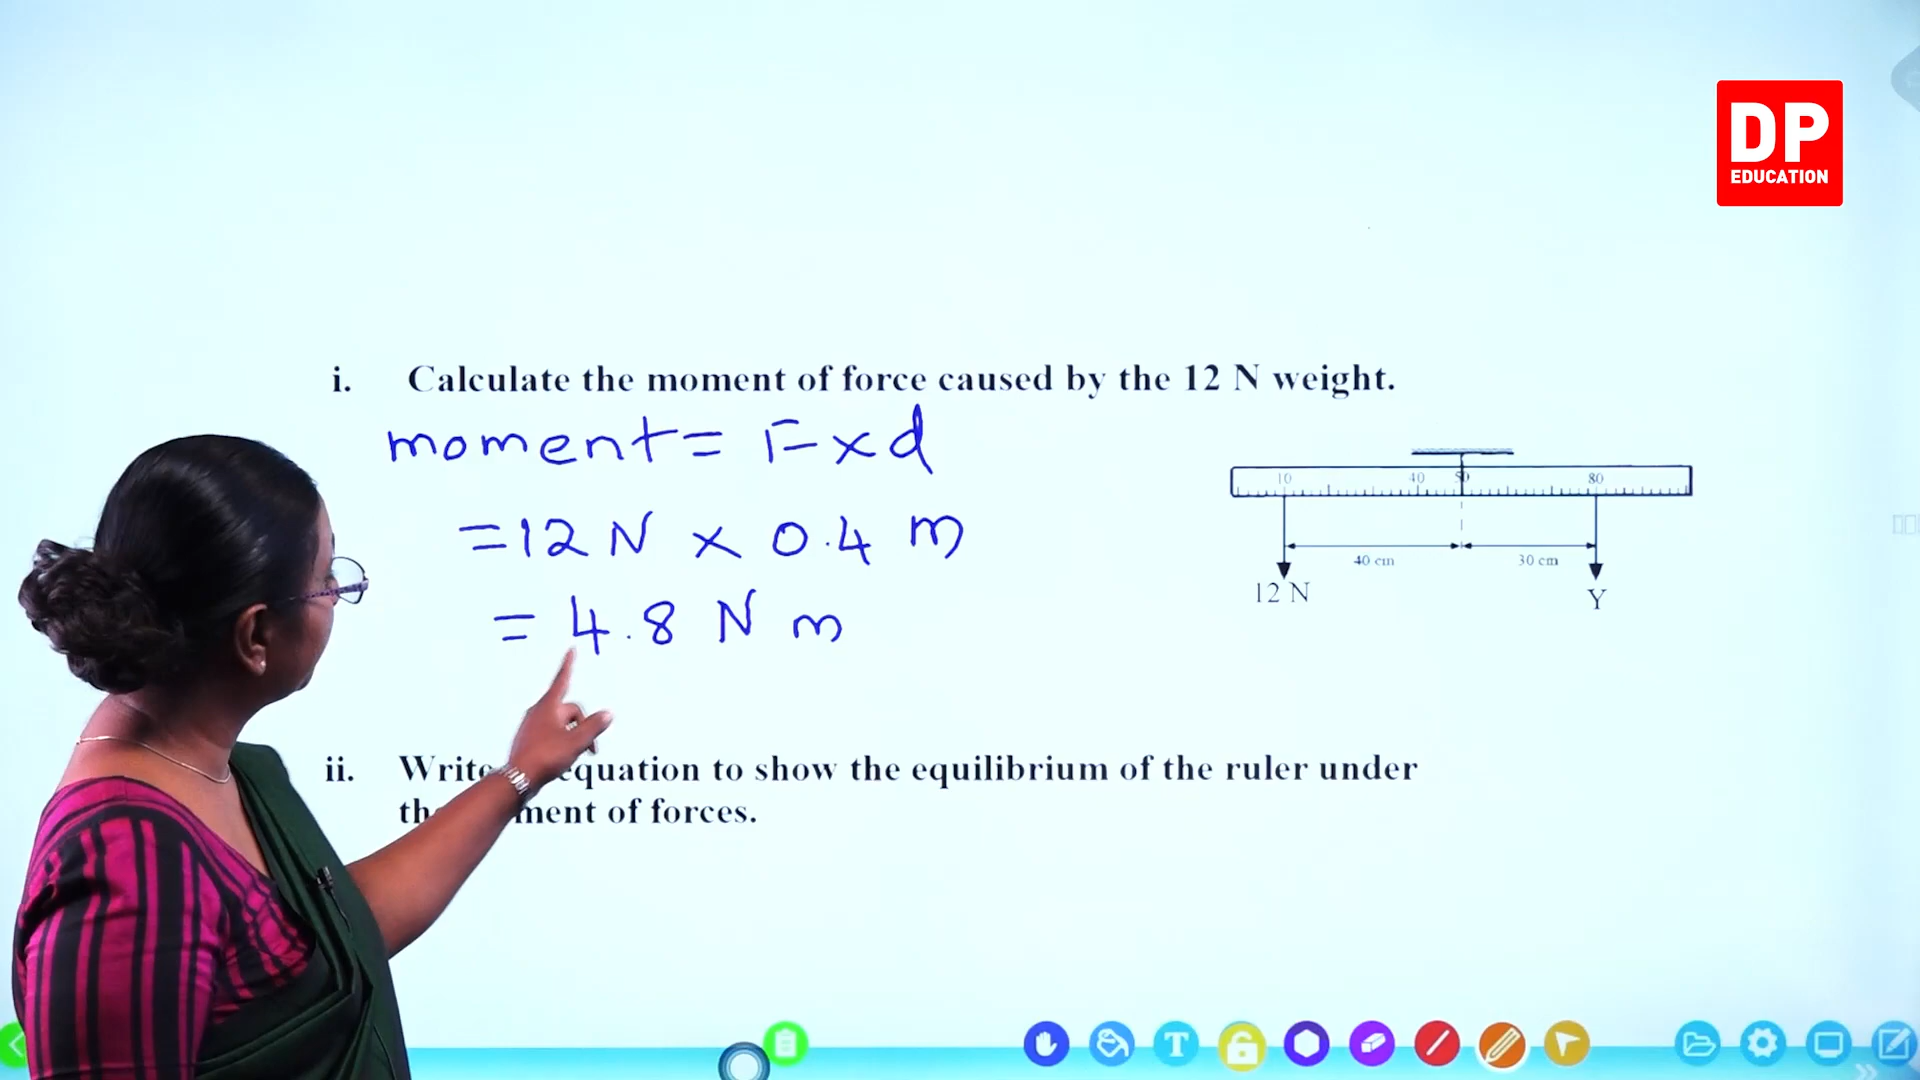 DP
EDUCATION
i. Calculate the moment of force caused by the 12 N weight.
moment = F x d
= 12 N x 0.4 m
= 4.8 N m
10 40 50 80
40 cm 30 cm
12 N Y
ii. Write equation to show the equilibrium of the ruler under
of forces.
T